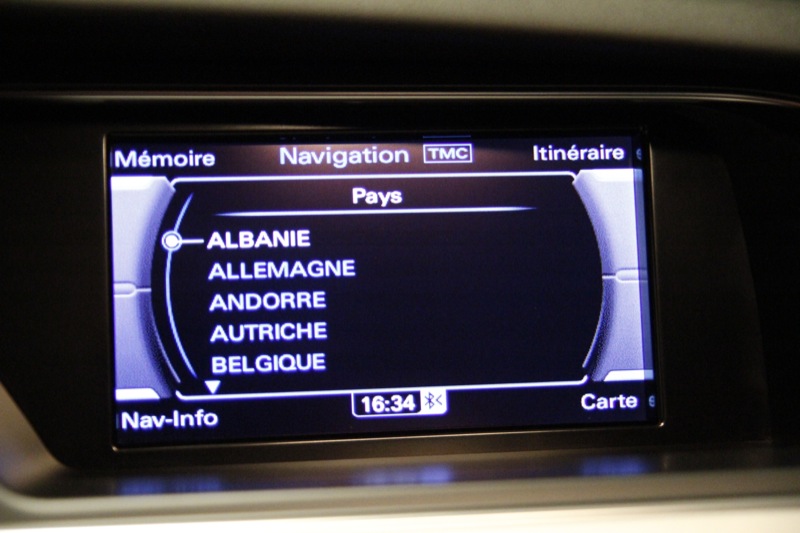 Mémoire Navigation TMC Itinéraire
Pays
ALBANIE
ALLEMAGNE
ANDORRE
AUTRICHE
BELGIQUE
Nav-Info 16:34 Carte